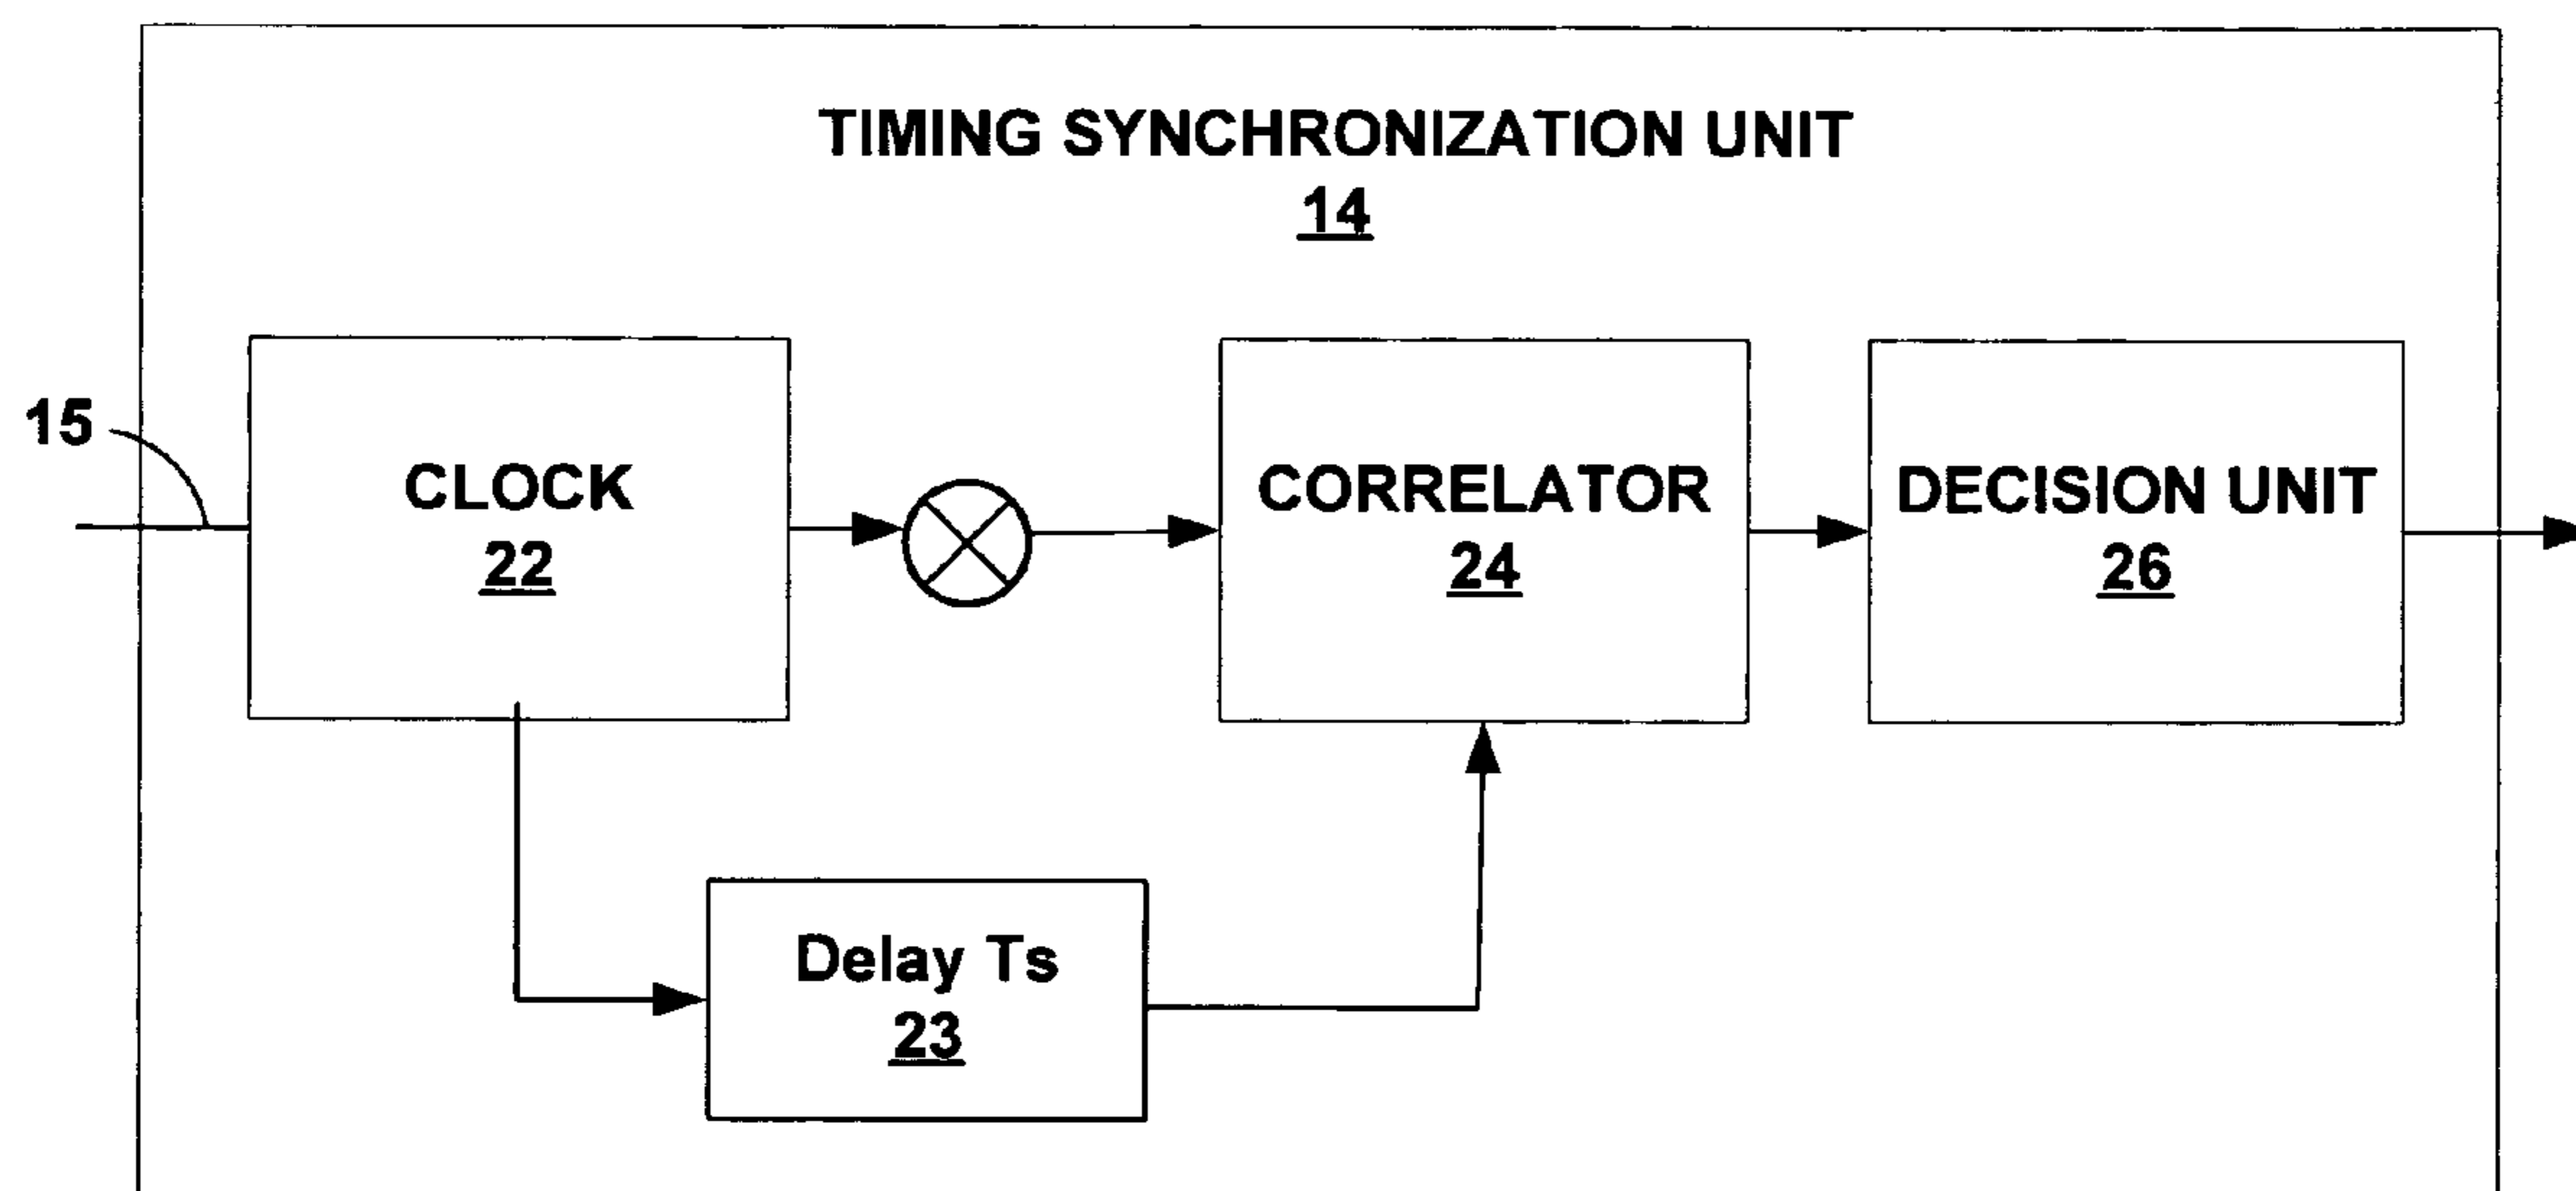 TIMING SYNCHRONIZATION UNIT
14
15
CLOCK
22
CORRELATOR
24
DECISION UNIT
26
Delay Ts
23